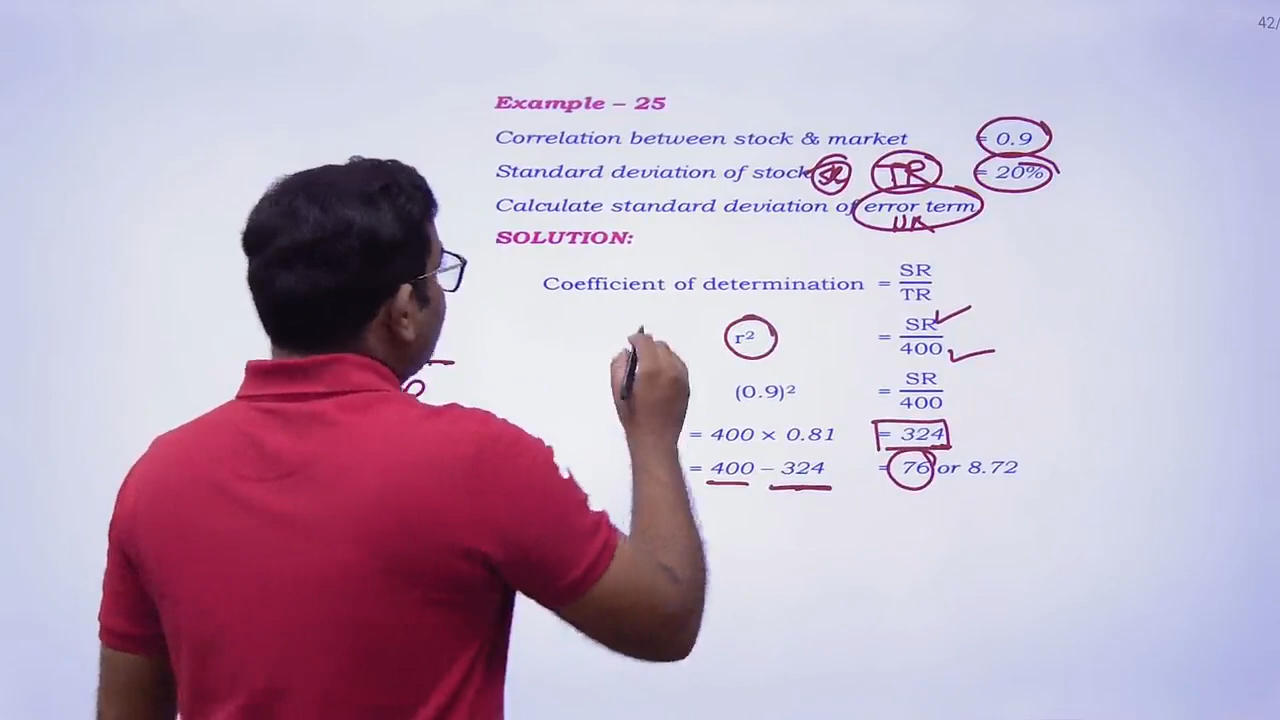 42/
Example – 25
Correlation between stock & market = 0.9
Standard deviation of stock TR = 20%
Calculate standard deviation of error term
UR
SOLUTION:
Coefficient of determination = SR
TR
r² = SR
400
(0.9)² = SR
400
= 400 × 0.81 = 324
= 400 – 324 = 76 or 8.72